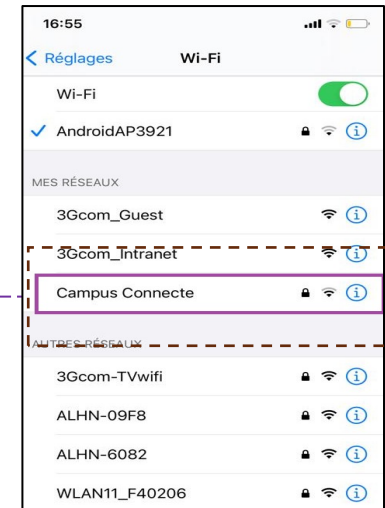 16:55
Réglages Wi-Fi
Wi-Fi
AndroidAP3921
MES RÉSEAUX
3Gcom_Guest
3Gcom_Intranet
Campus Connecte
AUTRES RÉSEAUX
3Gcom-TVwifi
ALHN-09F8
ALHN-6082
WLAN11_F40206